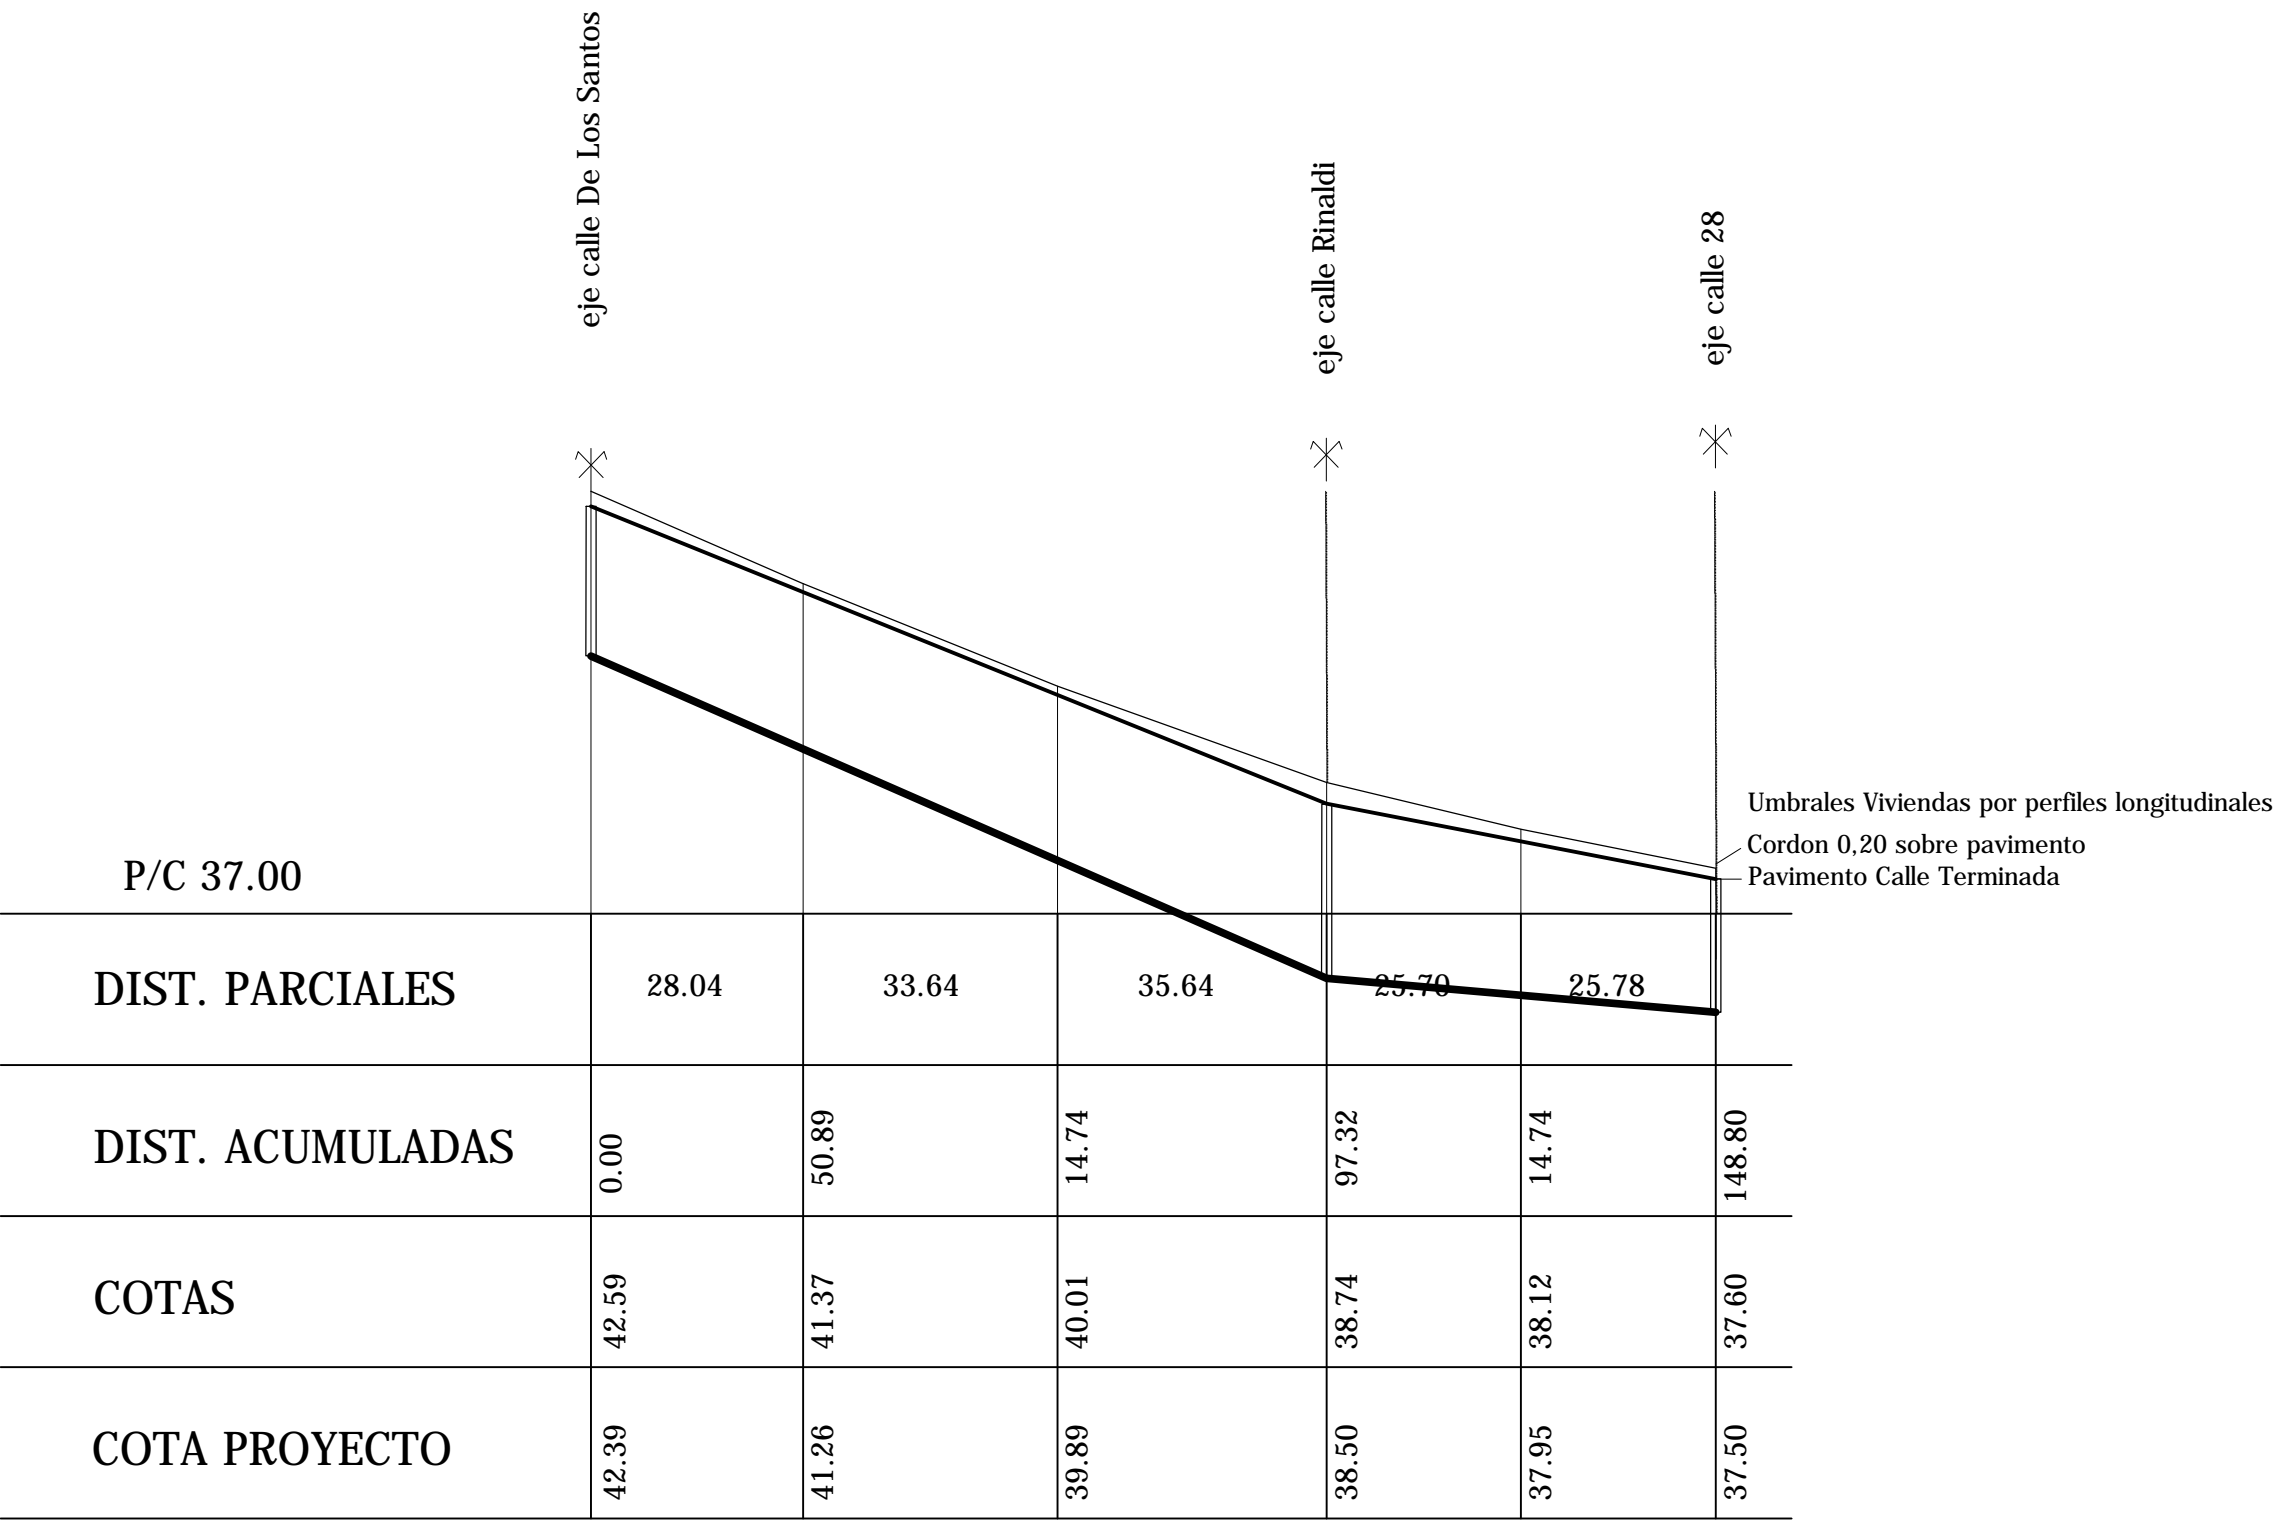 eje calle De Los Santos
eje calle Rinaldi
eje calle 28
Umbrales Viviendas por perfiles longitudinales
Cordon 0,20 sobre pavimento
Pavimento Calle Terminada
P/C 37.00
DIST. PARCIALES 28.04 33.64 35.64 25.70 25.78
DIST. ACUMULADAS 0.00 50.89 14.74 97.32 14.74 148.80
COTAS 42.59 41.37 40.01 38.74 38.12 37.60
COTA PROYECTO 42.39 41.26 39.89 38.50 37.95 37.50